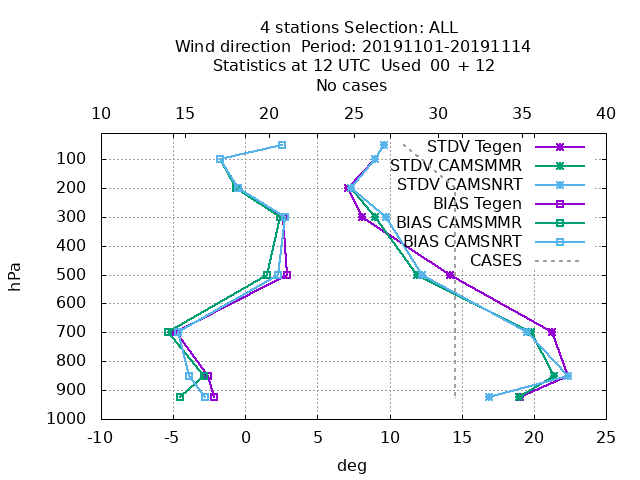 4 stations Selection: ALL
Wind direction  Period: 20191101-20191114
Statistics at 12 UTC  Used  00 + 12
No cases
10 15 20 25 30 35 40
STDV Tegen
STDV CAMSMMR
STDV CAMSNRT
BIAS Tegen
BIAS CAMSMMR
BIAS CAMSNRT
CASES
hPa
100
200
300
400
500
600
700
800
900
1000
-10 -5 0 5 10 15 20 25
deg